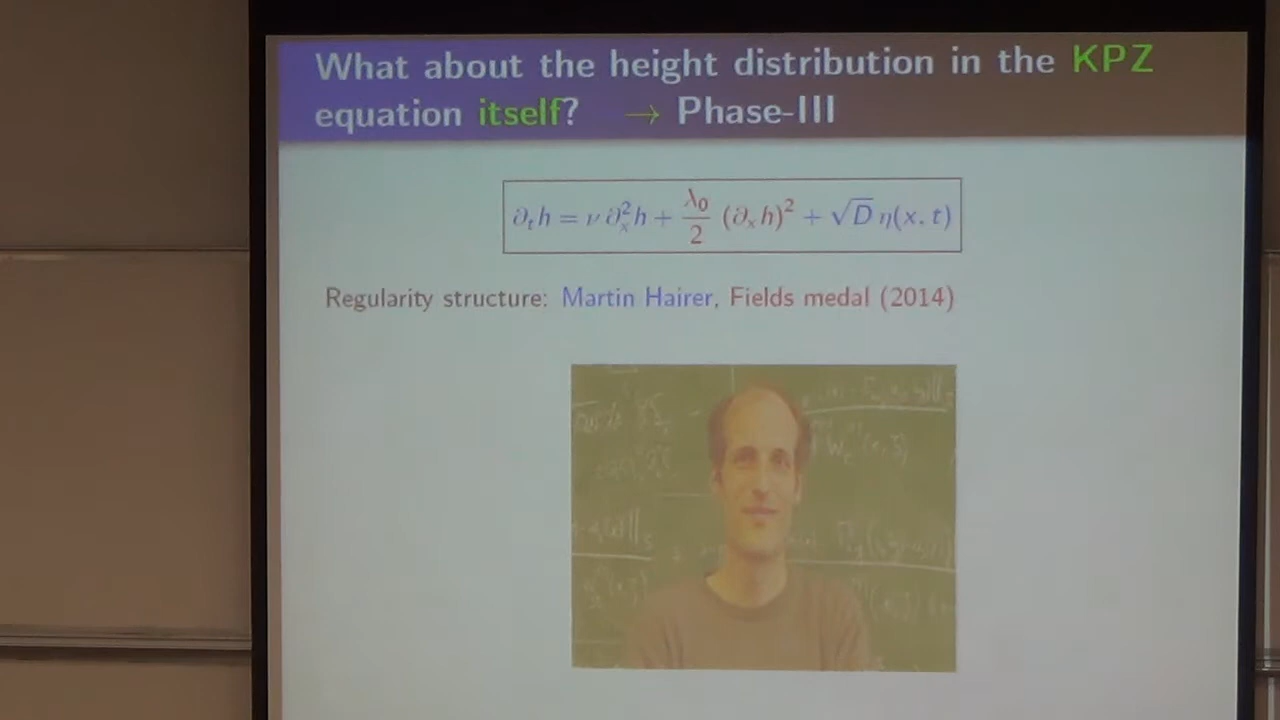 What about the height distribution in the KPZ
equation itself? → Phase-III
∂ₜh = ν ∂ₓ²h + λ₀/2 (∂ₓh)² + √D η(x, t)
Regularity structure: Martin Hairer, Fields medal (2014)